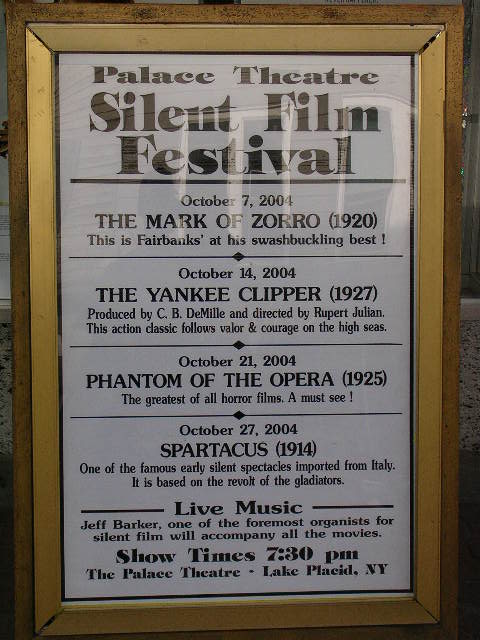 Palace Theatre
Silent Film
Festival
October 7, 2004
THE MARK OF ZORRO (1920)
This is Fairbanks' at his swashbuckling best !
October 14, 2004
THE YANKEE CLIPPER (1927)
Produced by C. B. DeMille and directed by Rupert Julian.
This action classic follows valor & courage on the high seas.
October 21, 2004
PHANTOM OF THE OPERA (1925)
The greatest of all horror films. A must see !
October 27, 2004
SPARTACUS (1914)
One of the famous early silent spectacles imported from Italy.
It is based on the revolt of the gladiators.
Live Music
Jeff Barker, one of the foremost organists for
silent film will accompany all the movies.
Show Times 7:30 pm
The Palace Theatre - Lake Placid, NY